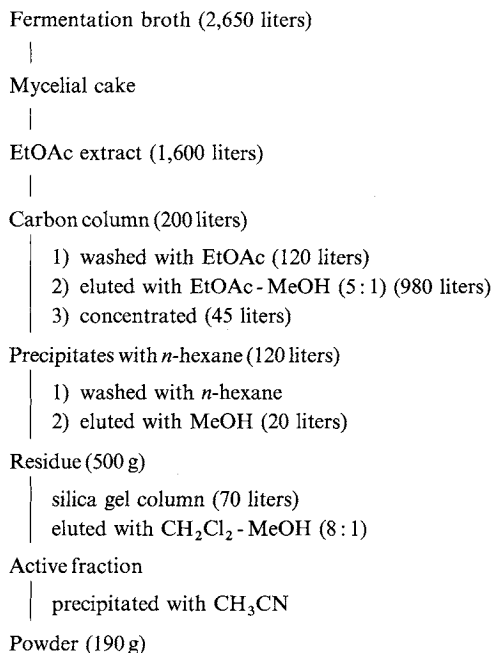 Fermentation broth (2,650 liters)
Mycelial cake
EtOAc extract (1,600 liters)
Carbon column (200 liters)
1) washed with EtOAc (120 liters)
2) eluted with EtOAc - MeOH (5 : 1) (980 liters)
3) concentrated (45 liters)
Precipitates with n-hexane (120 liters)
1) washed with n-hexane
2) eluted with MeOH (20 liters)
Residue (500 g)
silica gel column (70 liters)
eluted with CH₂Cl₂ - MeOH (8 : 1)
Active fraction
precipitated with CH₃CN
Powder (190 g)